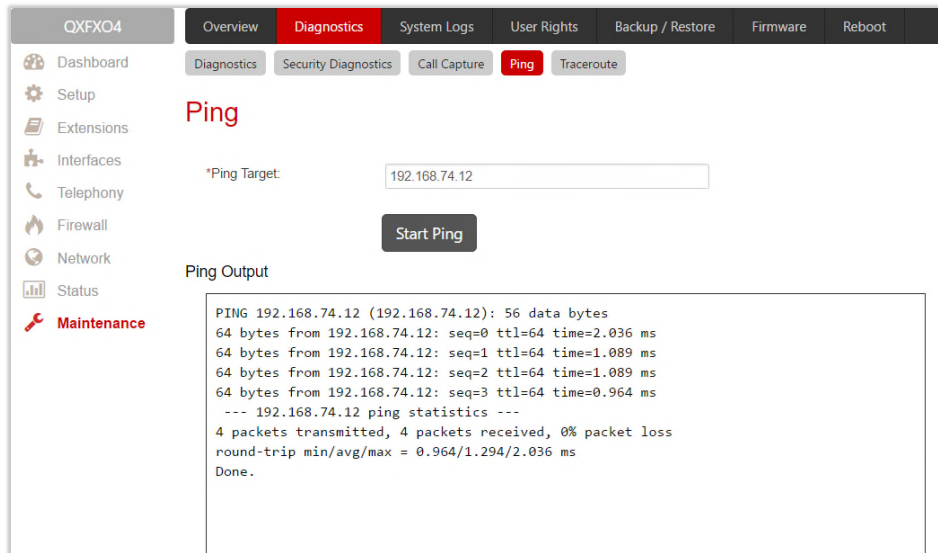 QXFXO4
Overview Diagnostics System Logs User Rights Backup / Restore Firmware Reboot
Dashboard
Setup
Extensions
Interfaces
Telephony
Firewall
Network
Status
Maintenance
Diagnostics Security Diagnostics Call Capture Ping Traceroute
Ping
*Ping Target: 192.168.74.12
Start Ping
Ping Output
PING 192.168.74.12 (192.168.74.12): 56 data bytes
64 bytes from 192.168.74.12: seq=0 ttl=64 time=2.036 ms
64 bytes from 192.168.74.12: seq=1 ttl=64 time=1.089 ms
64 bytes from 192.168.74.12: seq=2 ttl=64 time=1.089 ms
64 bytes from 192.168.74.12: seq=3 ttl=64 time=0.964 ms
--- 192.168.74.12 ping statistics ---
4 packets transmitted, 4 packets received, 0% packet loss
round-trip min/avg/max = 0.964/1.294/2.036 ms
Done.